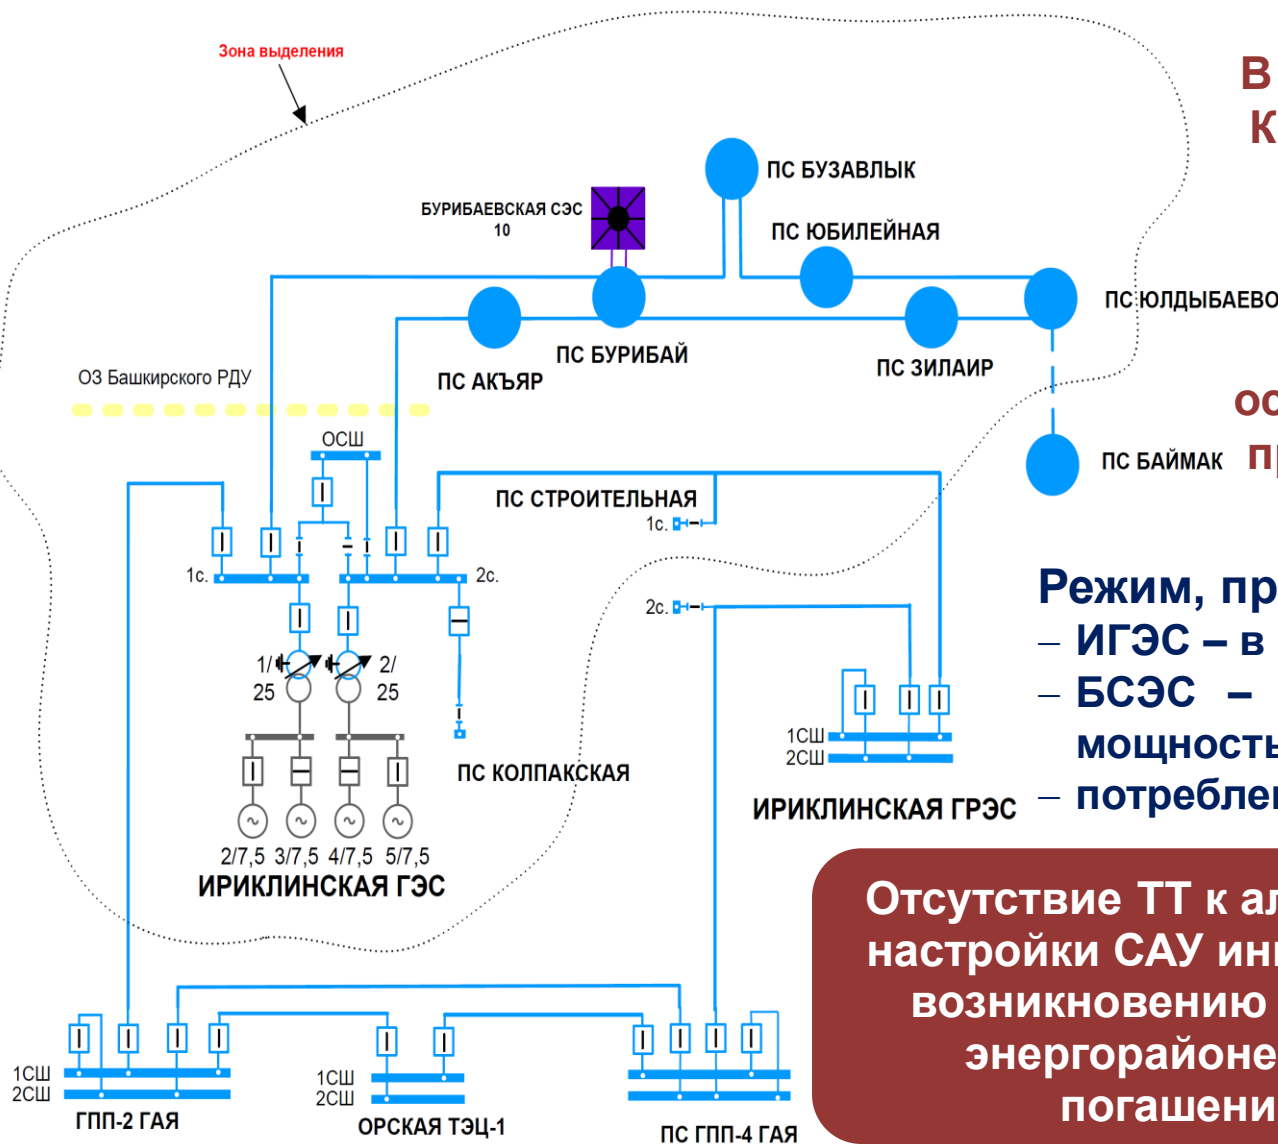 Зона выделения
В
К
ПС БУЗАВЛЫК
БУРИБАЕВСКАЯ СЭС
10
ПС ЮБИЛЕЙНАЯ
ПС ЮЛДЫБАЕВО
ПС БУРИБАЙ
ПС ЗИЛАИР
ОЗ Башкирского РДУ
ПС АКЪЯР
ос
ОСШ
ПС БАЙМАК
пр
ПС СТРОИТЕЛЬНАЯ
1с.
1с.
2с.
2с.
Режим, пр
– ИГЭС – в
– БСЭС –
мощность
– потреблен
1/
25
2/
25
1СШ
2СШ
ПС КОЛПАКСКАЯ
ИРИКЛИНСКАЯ ГРЭС
2/7,5 3/7,5 4/7,5 5/7,5
ИРИКЛИНСКАЯ ГЭС
Отсутствие ТТ к ал
настройки САУ ин
возникновению
энергорайоне
погашени
1СШ
2СШ
1СШ
2СШ
1СШ
2СШ
ГПП-2 ГАЯ
ОРСКАЯ ТЭЦ-1
ПС ГПП-4 ГАЯ